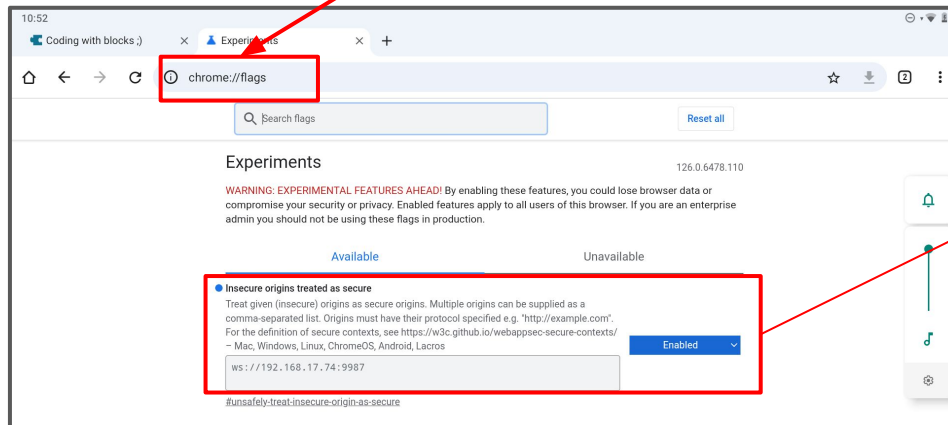 10:52
Coding with blocks ;)
Experiments
chrome://flags
2
Search flags
Reset all
Experiments
126.0.6478.110
WARNING: EXPERIMENTAL FEATURES AHEAD! By enabling these features, you could lose browser data or
compromise your security or privacy. Enabled features apply to all users of this browser. If you are an enterprise
admin you should not be using these flags in production.
Available
Unavailable
Insecure origins treated as secure
Treat given (insecure) origins as secure origins. Multiple origins can be supplied as a
comma-separated list. Origins must have their protocol specified e.g. "http://example.com".
For the definition of secure contexts, see https://w3c.github.io/webappsec-secure-contexts/
– Mac, Windows, Linux, ChromeOS, Android, Lacros
Enabled
ws://192.168.17.74:9987
#unsafely-treat-insecure-origin-as-secure